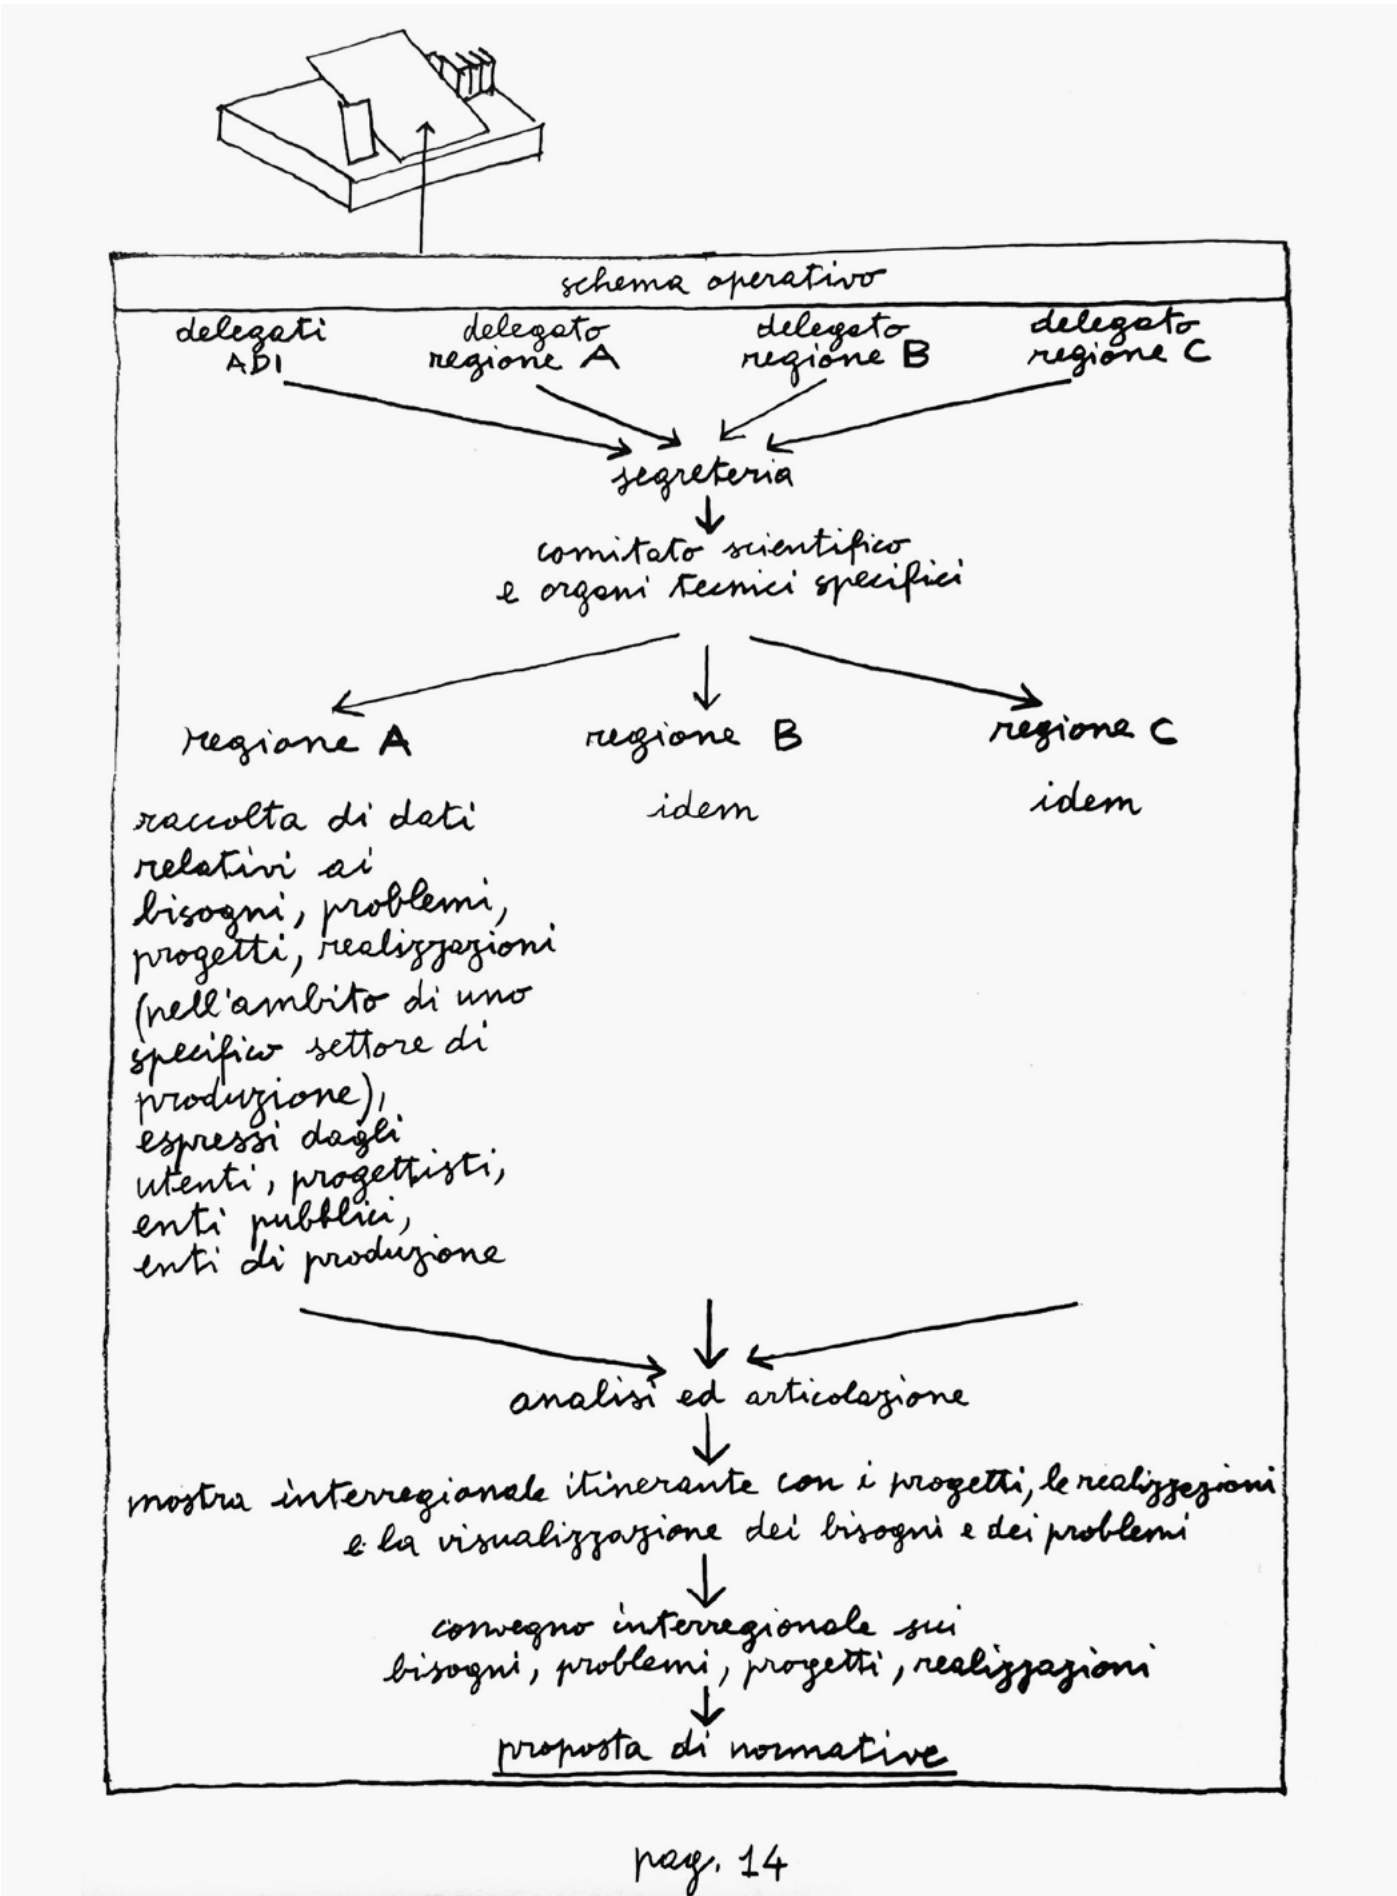 schema operativo
delegati
ADI
delegato
regione A
delegato
regione B
delegato
regione C
segreteria
comitato scientifico
e organi tecnici specifici
regione A
regione B
regione C
raccolta di dati
relativi ai
bisogni, problemi,
progetti, realizzazioni
(nell'ambito di uno
specifico settore di
produzione),
espressi dagli
utenti, progettisti,
enti pubblici,
enti di produzione
idem
idem
analisi ed articolazione
mostra interregionale itinerante con i progetti, le realizzazioni
e la visualizzazione dei bisogni e dei problemi
convegno interregionale sui
bisogni, problemi, progetti, realizzazioni
proposta di normative
pag. 14